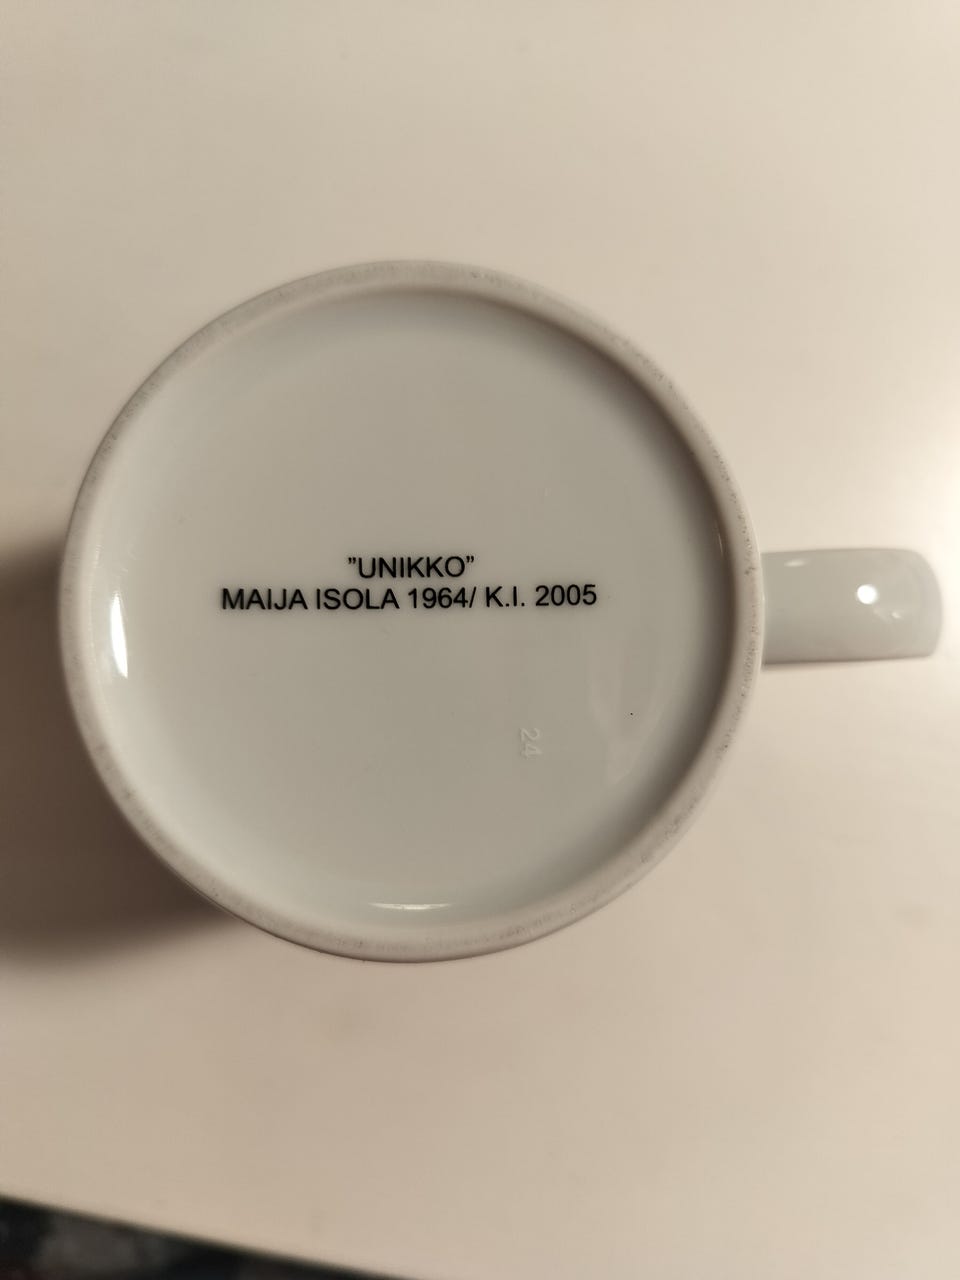 ”UNIKKO”
MAIJA ISOLA 1964/ K.I. 2005
24